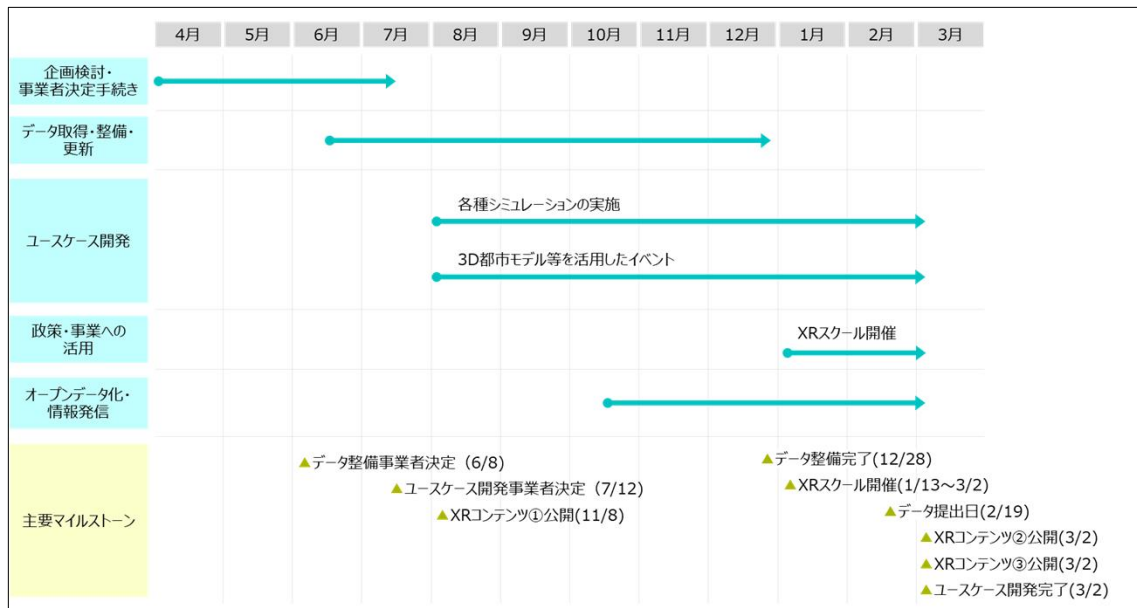 4月 5月 6月 7月 8月 9月 10月 11月 12月 1月 2月 3月
企画検討・
事業者決定手続き
データ取得・整備・
更新
ユースケース開発
各種シミュレーションの実施
3D都市モデル等を活用したイベント
政策・事業への
活用
XRスクール開催
オープンデータ化・
情報発信
主要マイルストーン
▲データ整備事業者決定（6/8)
▲ユースケース開発事業者決定（7/12)
▲XRコンテンツ①公開(11/8)
▲データ整備完了(12/28)
▲XRスクール開催(1/13～3/2)
▲データ提出日(2/19)
▲XRコンテンツ②公開(3/2)
▲XRコンテンツ③公開(3/2)
▲ユースケース開発完了(3/2)